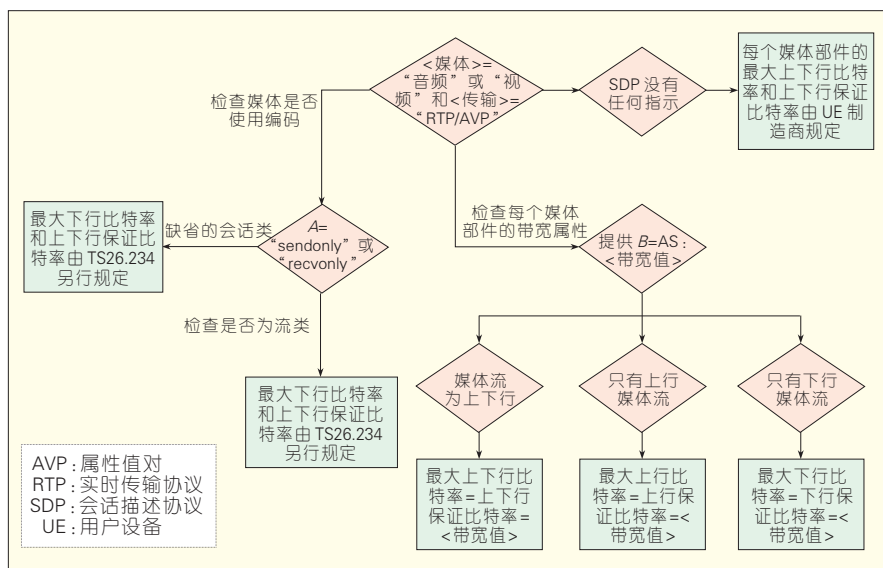 <媒体>=
“音频”或“视
频”和<传输>=
“RTP/AVP”
SDP 没有
任何指示
每个媒体部件的
最大上下行比特
率和上下行保证
比特率由 UE 制
造商规定
检查媒体是否
使用编码
A=
“sendonly”或
“recvonly”
缺省的会话类
最大下行比特率
和上下行保证比
特率由 TS26.234
另行规定
检查每个媒体
部件的带宽属性
提供 B=AS：
<带宽值>
检查是否为流类
最大下行比特率
和上下行保证比
特率由 TS26.234
另行规定
媒体流
为上下行
只有上行
媒体流
只有下行
媒体流
最大上下行比
特率=上下行
保证比特率=
<带宽值>
最大上行比
特率=上行保
证比特率=<
带宽值>
最大下行比
特率=下行保
证比特率=<
带宽值>
AVP：属性值对
RTP：实时传输协议
SDP：会话描述协议
UE：用户设备